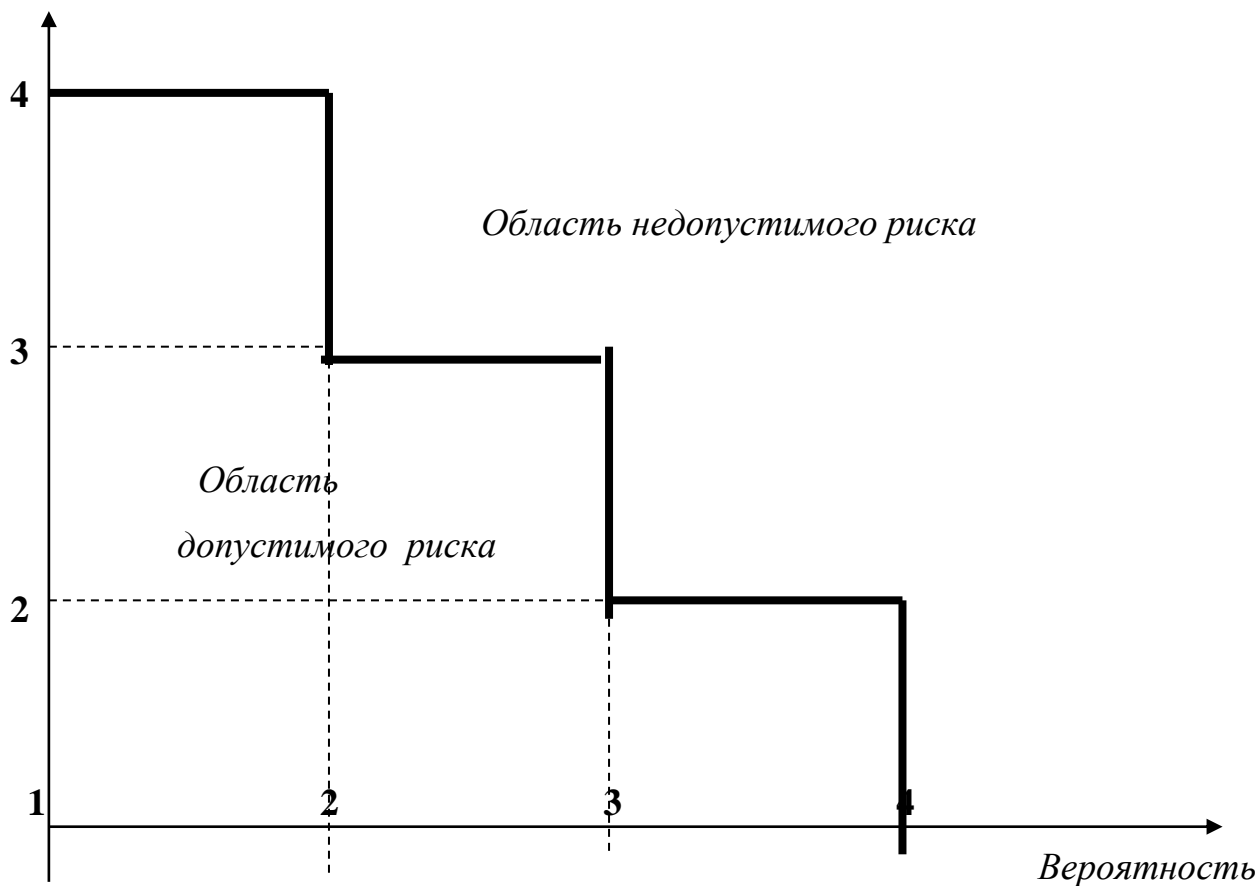 4
Область недопустимого риска
3
Область
допустимого риска
2
1 2 3 4
Вероятность